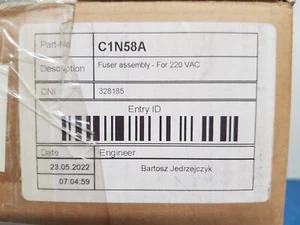 Part-No C1N58A
Description Fuser assembly - For 220 VAC
CNI 328185
Entry ID
Date Engineer
23.05.2022 Bartosz Jedrzejczyk
07:04:59